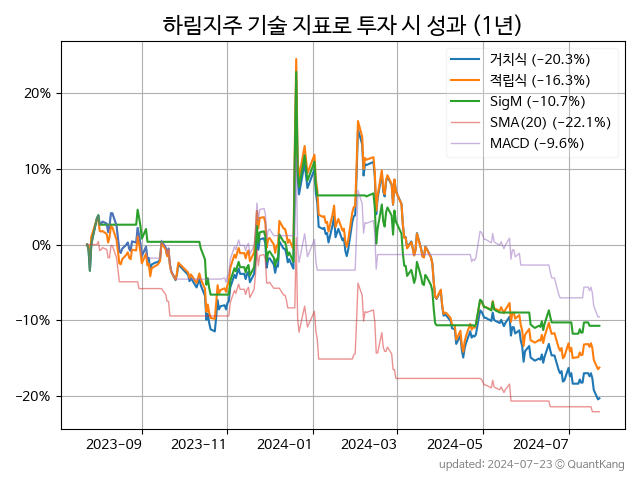 하림지주 기술 지표로 투자 시 성과 (1년)
거치식 (−20.3%)
적립식 (−16.3%)
SigM (−10.7%)
SMA(20) (−22.1%)
MACD (−9.6%)
20%
10%
0%
−10%
−20%
2023−09 2023−11 2024−01 2024−03 2024−05 2024−07
updated: 2024-07-23 © QuantKang